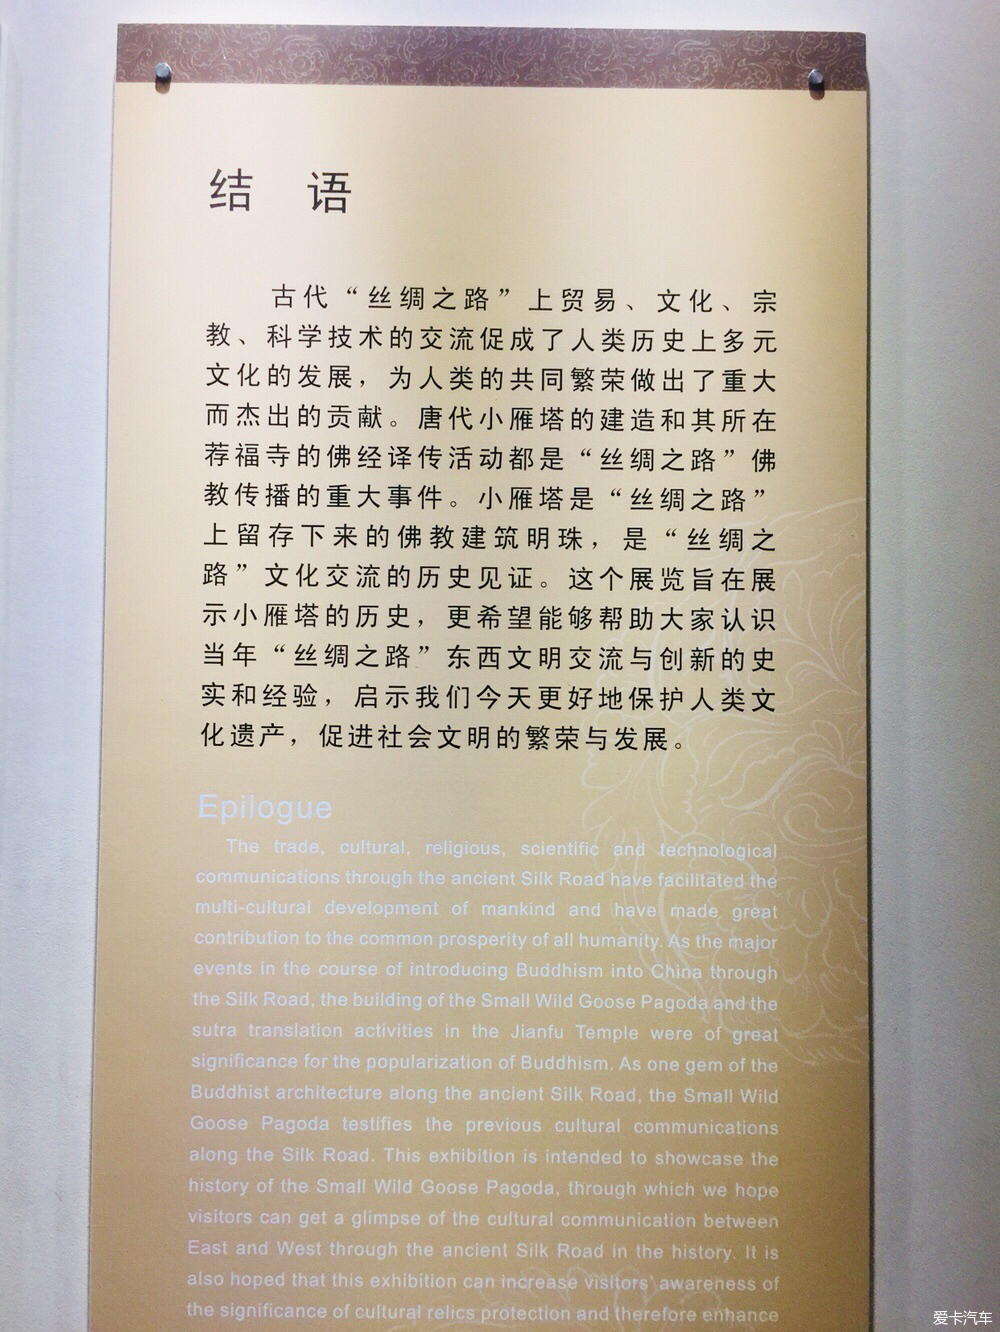 结 语
古代“丝绸之路”上贸易、文化、宗
教、科学技术的交流促成了人类历史上多元
文化的发展，为人类的共同繁荣做出了重大
而杰出的贡献。唐代小雁塔的建造和其所在
荐福寺的佛经译传活动都是“丝绸之路”佛
教传播的重大事件。小雁塔是“丝绸之路”
上留存下来的佛教建筑明珠，是“丝绸之
路”文化交流的历史见证。这个展览旨在展
示小雁塔的历史，更希望能够帮助大家认识
当年“丝绸之路”东西文明交流与创新的史
实和经验，启示我们今天更好地保护人类文
化遗产，促进社会文明的繁荣与发展。
Epilogue
The trade, cultural, religious, scientific and technological
communications through the ancient Silk Road have facilitated the
multi-cultural development of mankind and have made great
contribution to the common prosperity of all humanity. As the major
events in the course of introducing Buddhism into China through
the Silk Road, the building of the Small Wild Goose Pagoda and the
sutra translation activities in the Jianfu Temple were of great
significance for the popularization of Buddhism. As one gem of the
Buddhist architecture along the ancient Silk Road, the Small Wild
Goose Pagoda testifies the previous cultural communications
along the Silk Road. This exhibition is intended to showcase the
history of the Small Wild Goose Pagoda, through which we hope
visitors can get a glimpse of the cultural communication between
East and West through the ancient Silk Road in the history. It is
also hoped that this exhibition can increase visitors' awareness of
the significance of cultural relics protection and therefore enhance
爱卡汽车